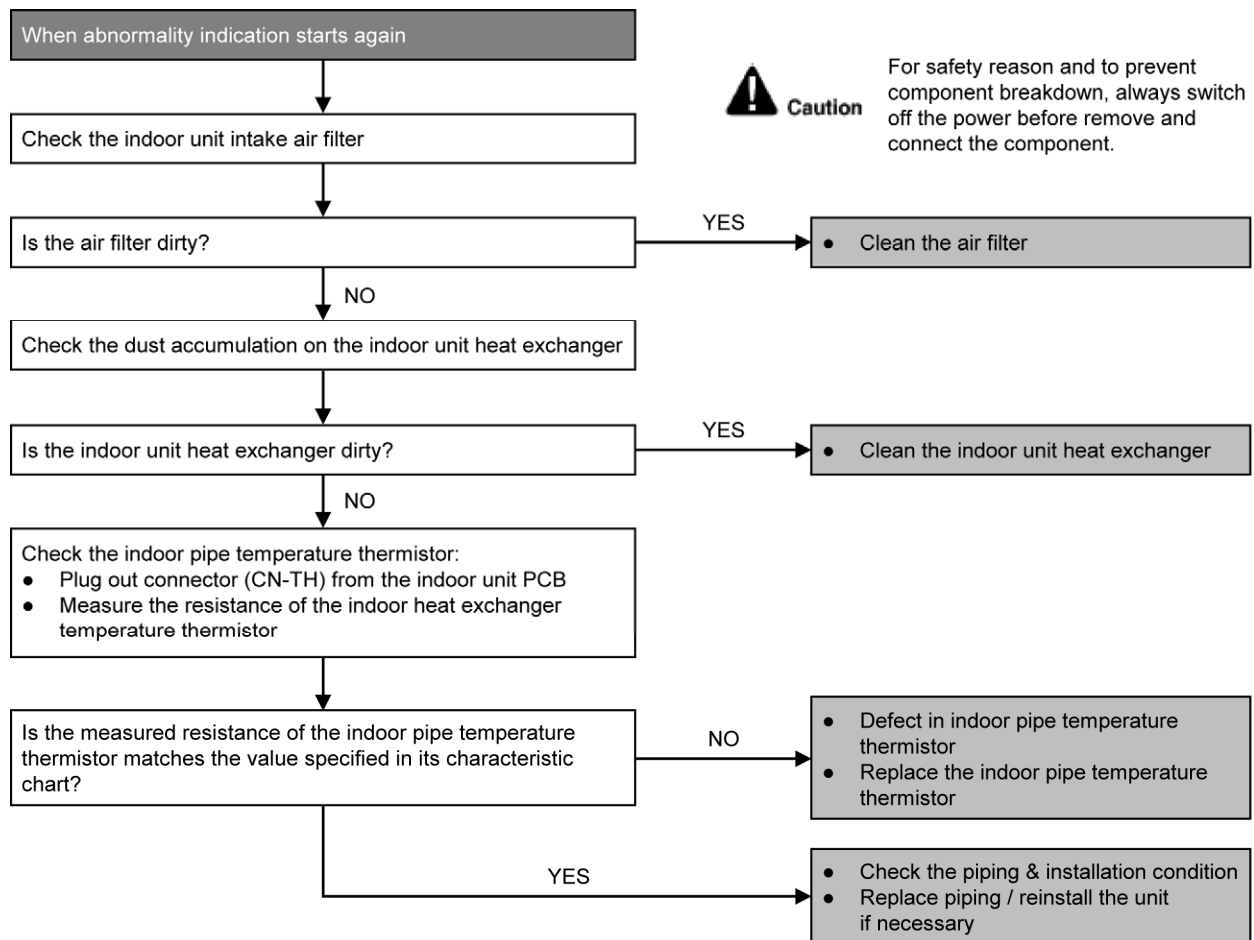 When abnormality indication starts again
Caution
For safety reason and to prevent
component breakdown, always switch
off the power before remove and
connect the component.
Check the indoor unit intake air filter
Is the air filter dirty?
YES
● Clean the air filter
NO
Check the dust accumulation on the indoor unit heat exchanger
Is the indoor unit heat exchanger dirty?
YES
● Clean the indoor unit heat exchanger
NO
Check the indoor pipe temperature thermistor:
● Plug out connector (CN-TH) from the indoor unit PCB
● Measure the resistance of the indoor heat exchanger
temperature thermistor
Is the measured resistance of the indoor pipe temperature
thermistor matches the value specified in its characteristic
chart?
NO
● Defect in indoor pipe temperature
thermistor
● Replace the indoor pipe temperature
thermistor
YES
● Check the piping & installation condition
● Replace piping / reinstall the unit
if necessary